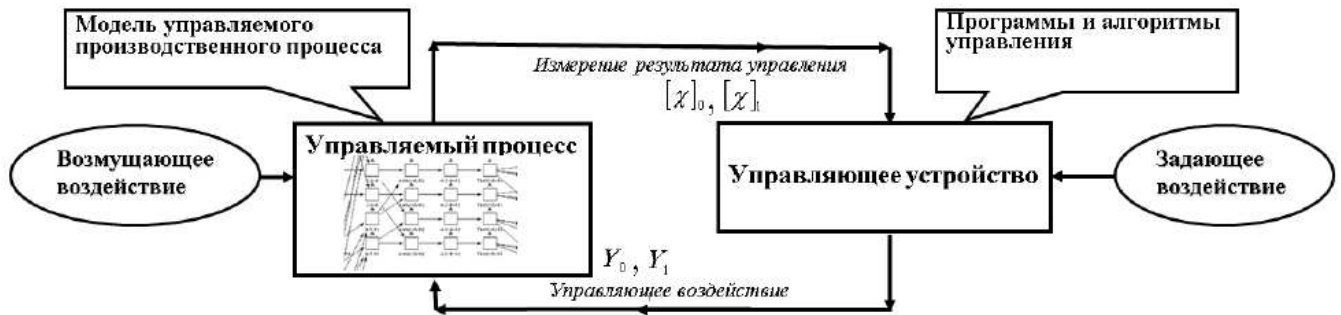 Модель управляемого
производственного процесса
Программы и алгоритмы
управления
Измерение результата управления
[χ]₀, [χ]₁
Управляемый процесс
Возмущающее
воздействие
Управляющее устройство
Задающее
воздействие
Y₀, Y₁
Управляющее воздействие